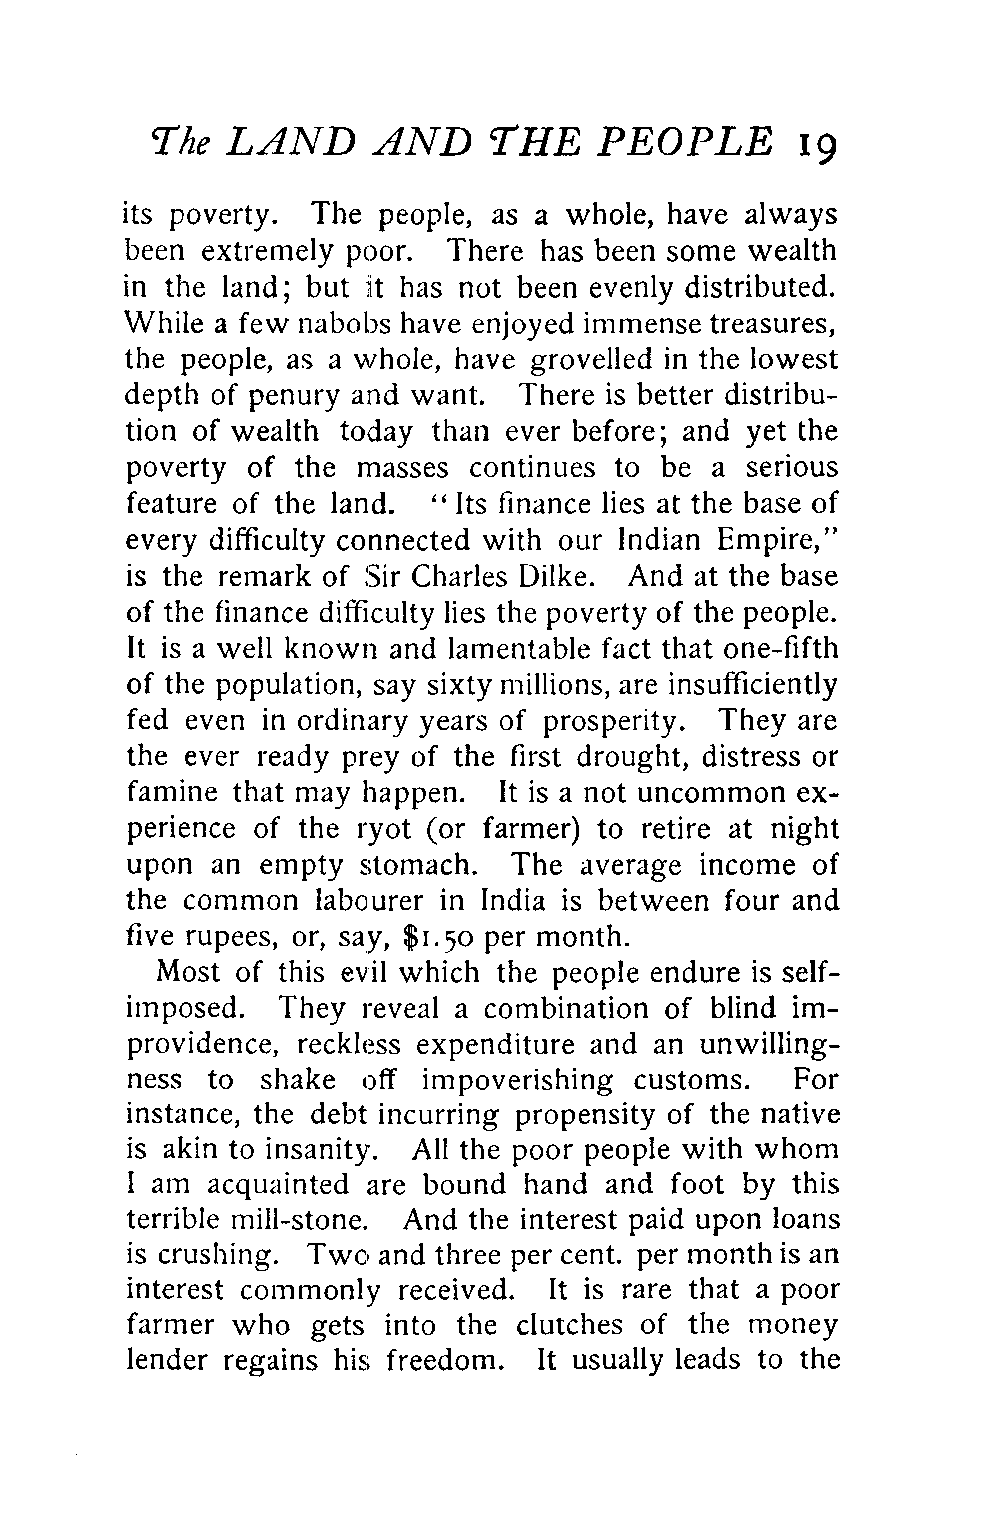 The LAND AND THE PEOPLE 19
its poverty. The people, as a whole, have always
been extremely poor. There has been some wealth
in the land; but it has not been evenly distributed.
While a few nabobs have enjoyed immense treasures,
the people, as a whole, have grovelled in the lowest
depth of penury and want. There is better distribu-
tion of wealth today than ever before; and yet the
poverty of the masses continues to be a serious
feature of the land. “Its finance lies at the base of
every difficulty connected with our Indian Empire,”
is the remark of Sir Charles Dilke. And at the base
of the finance difficulty lies the poverty of the people.
It is a well known and lamentable fact that one-fifth
of the population, say sixty millions, are insufficiently
fed even in ordinary years of prosperity. They are
the ever ready prey of the first drought, distress or
famine that may happen. It is a not uncommon ex-
perience of the ryot (or farmer) to retire at night
upon an empty stomach. The average income of
the common labourer in India is between four and
five rupees, or, say, $1.50 per month.
Most of this evil which the people endure is self-
imposed. They reveal a combination of blind im-
providence, reckless expenditure and an unwilling-
ness to shake off impoverishing customs. For
instance, the debt incurring propensity of the native
is akin to insanity. All the poor people with whom
I am acquainted are bound hand and foot by this
terrible mill-stone. And the interest paid upon loans
is crushing. Two and three per cent. per month is an
interest commonly received. It is rare that a poor
farmer who gets into the clutches of the money
lender regains his freedom. It usually leads to the